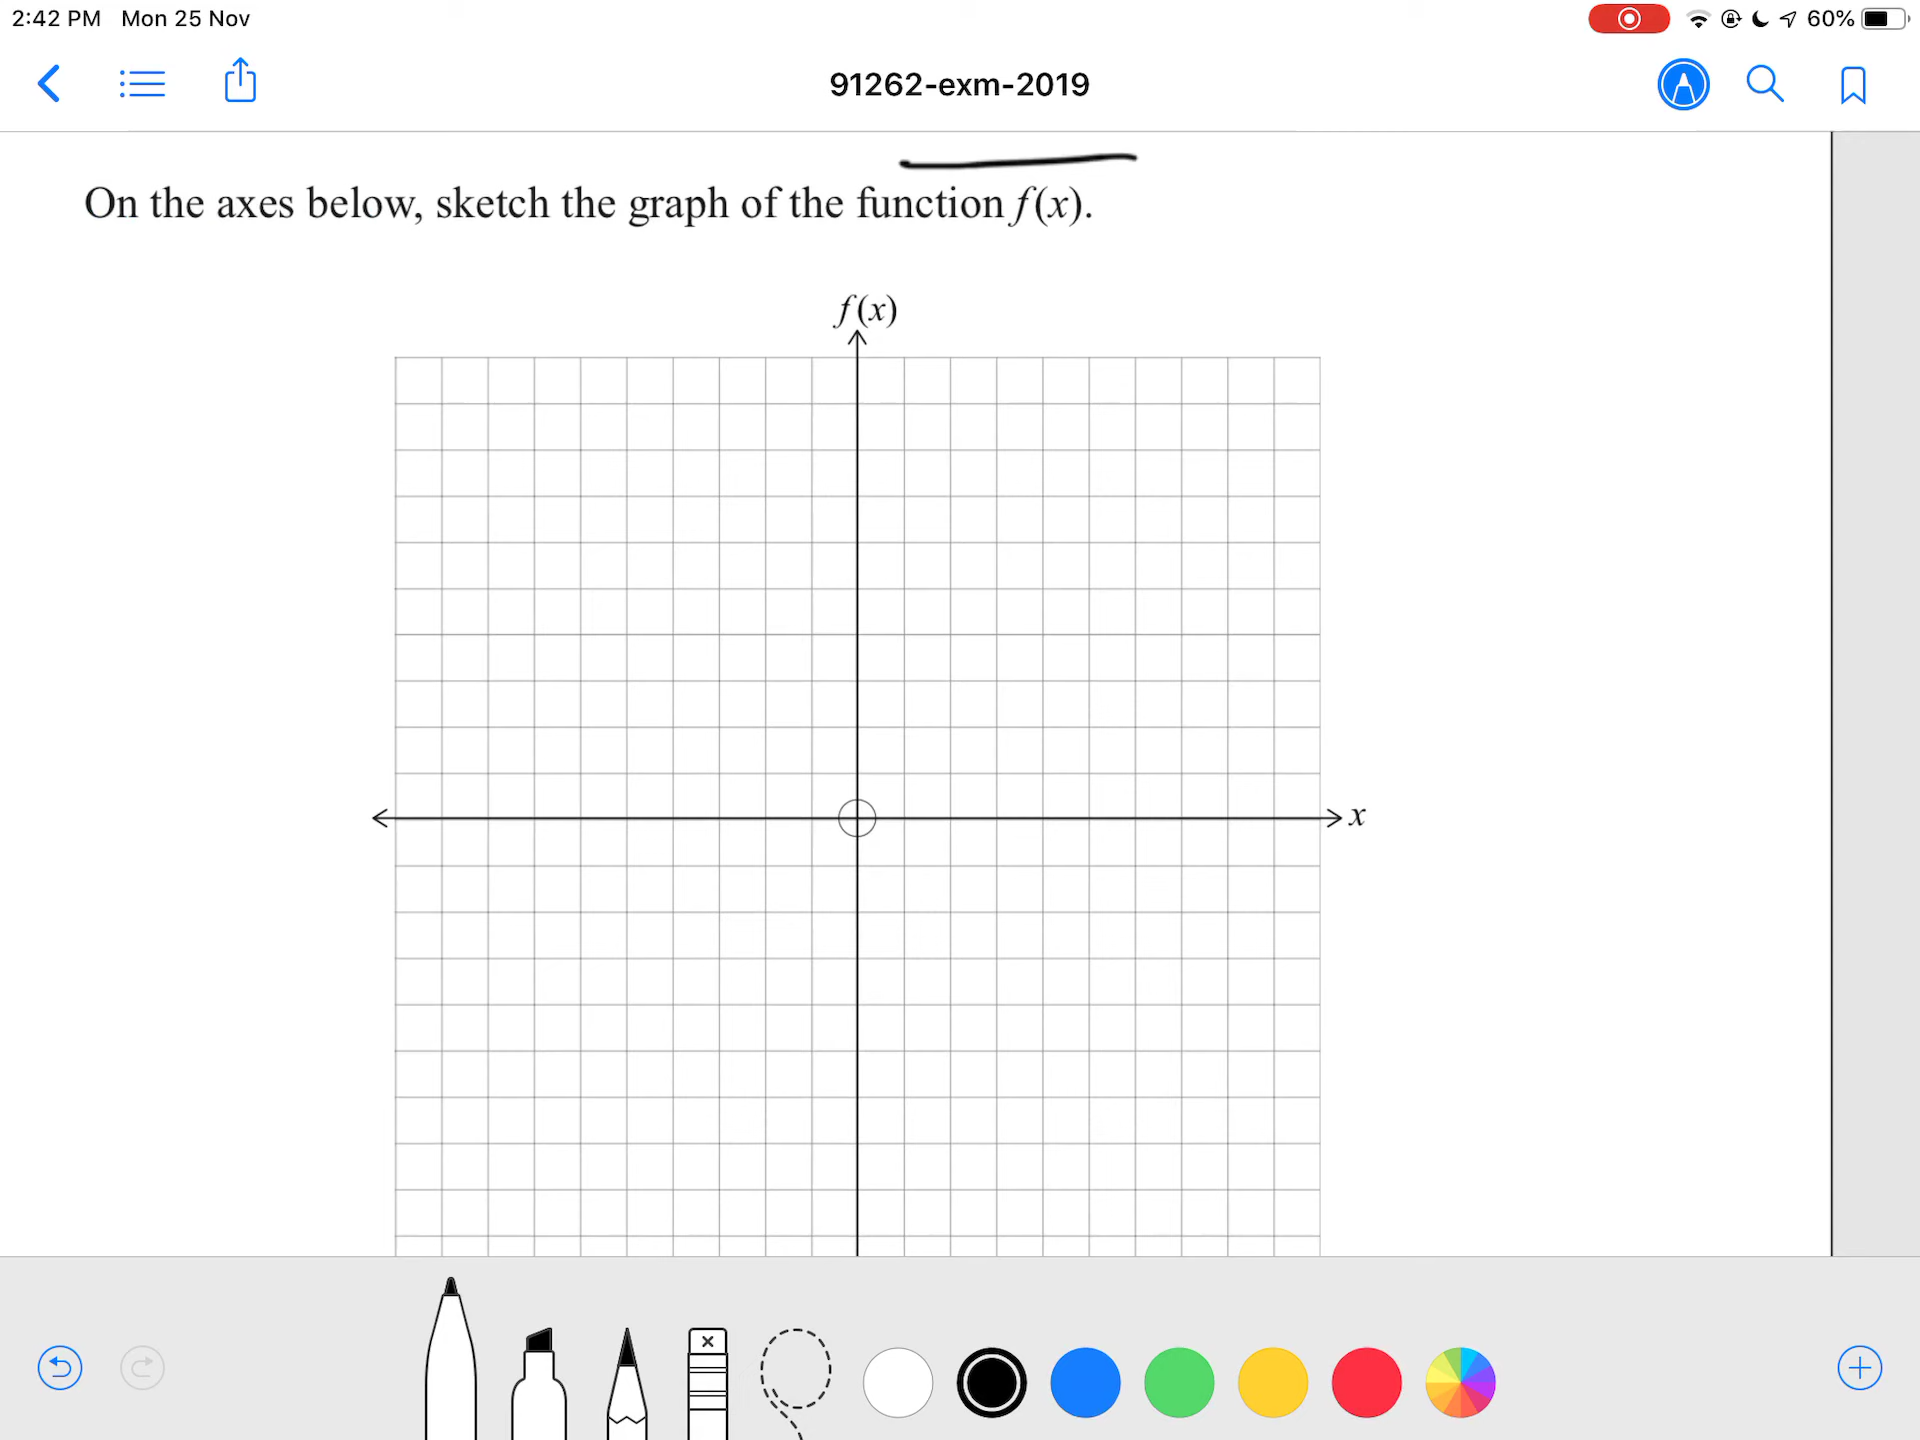 2:42 PM Mon 25 Nov 60%
91262-exm-2019
On the axes below, sketch the graph of the function f(x).
f(x)
x